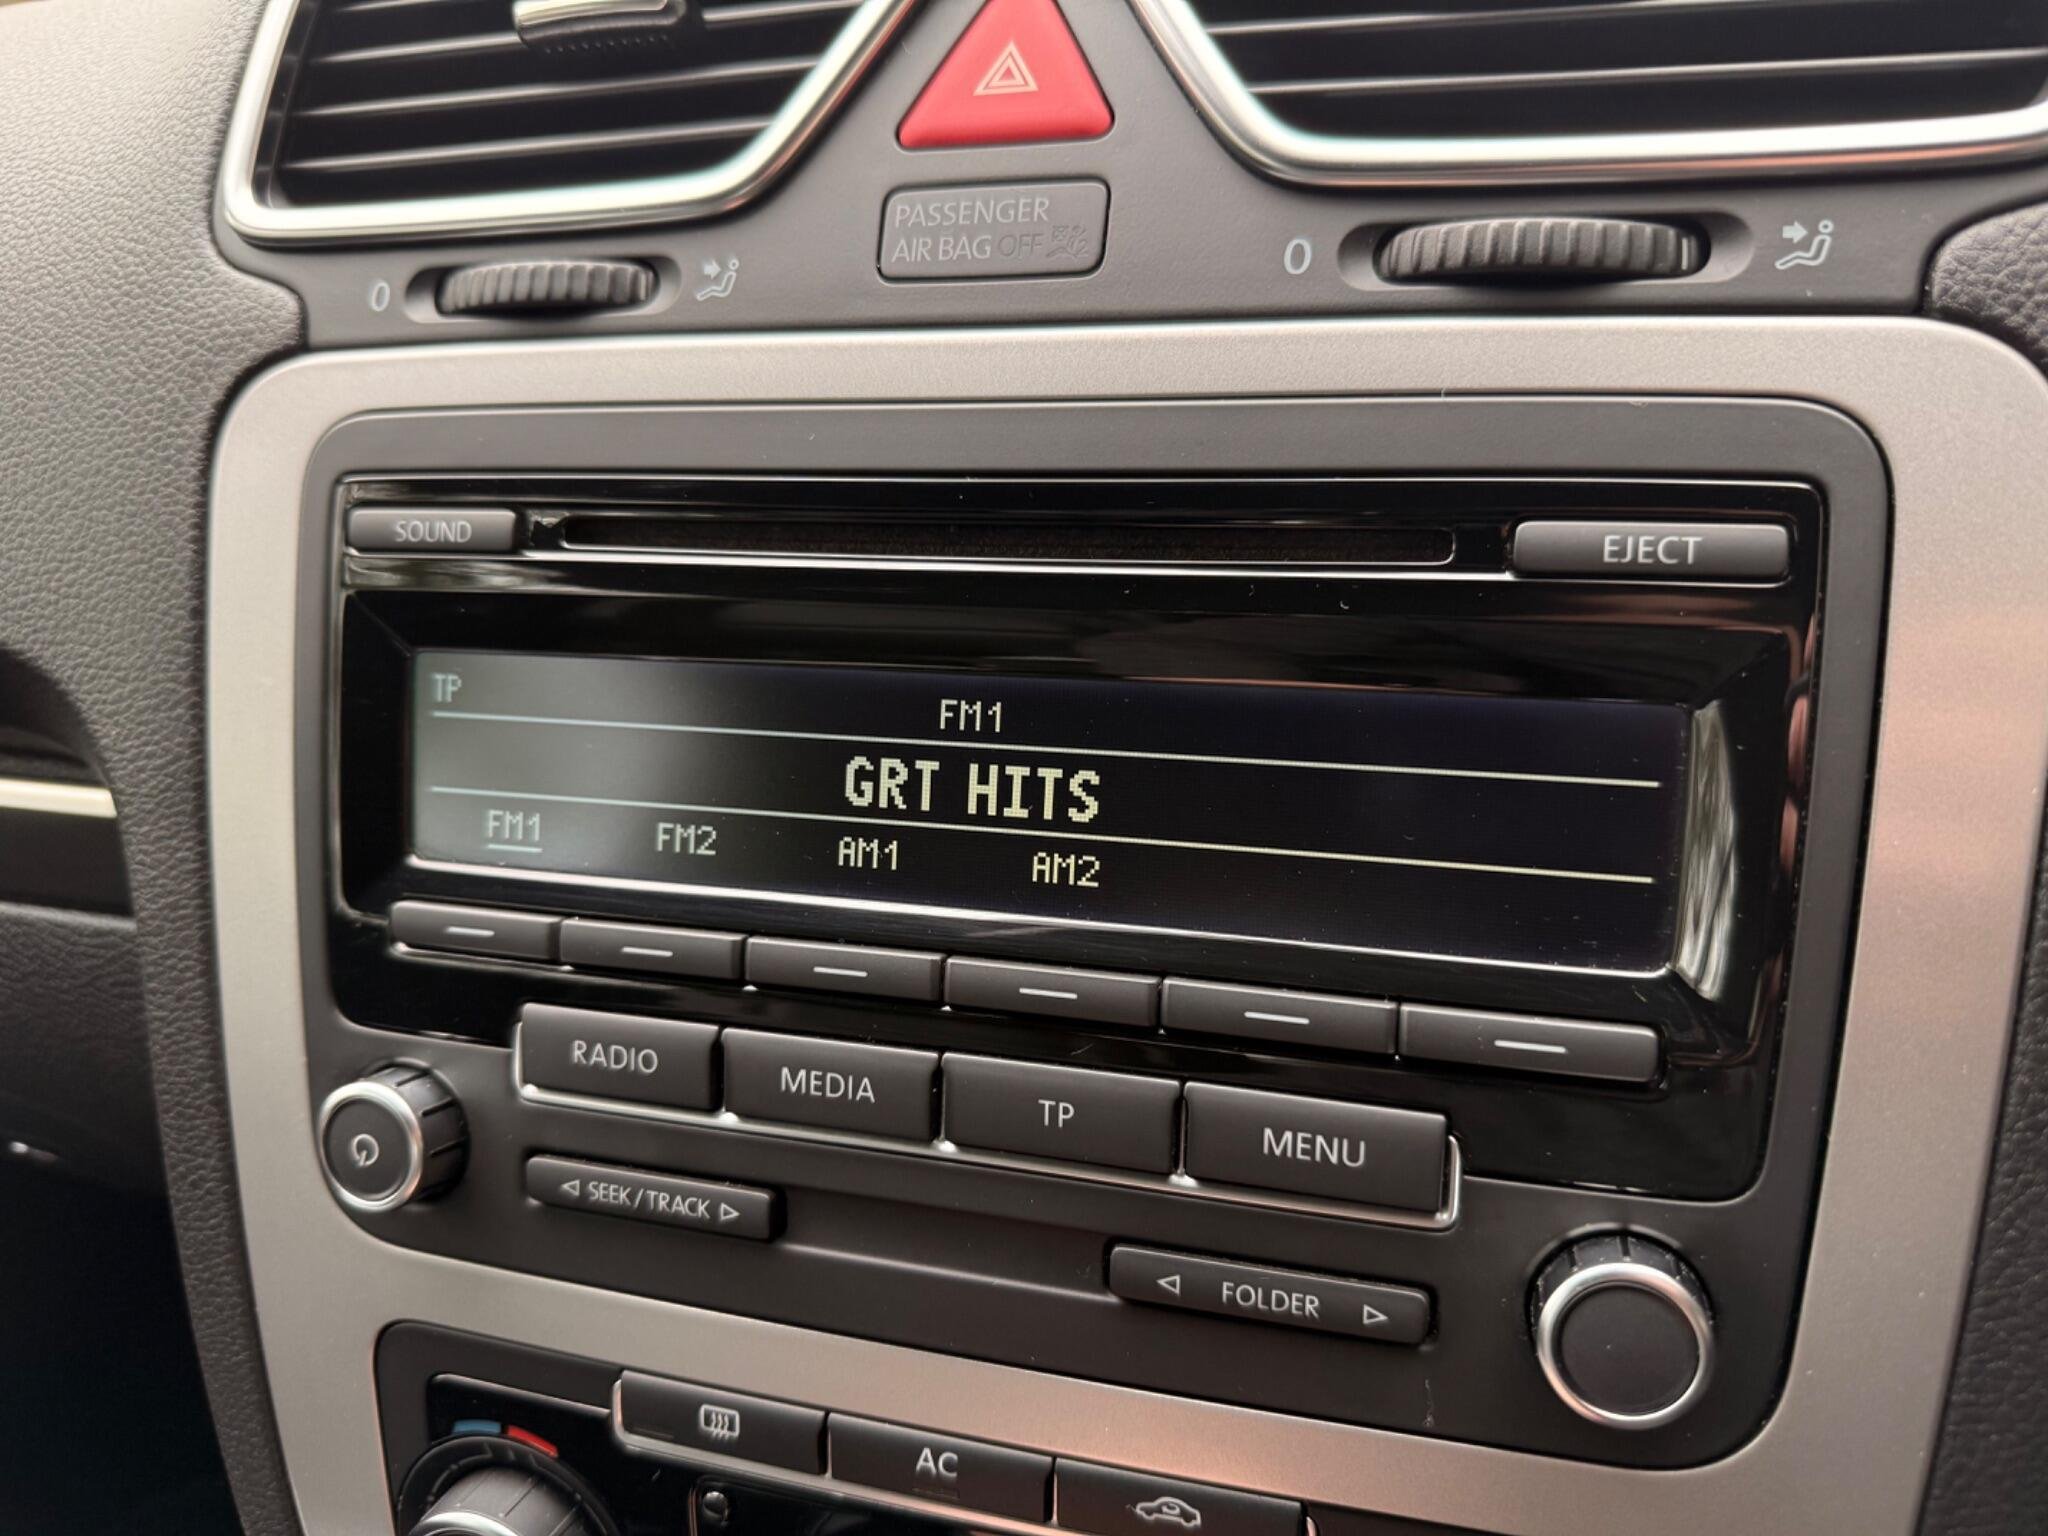 PASSENGER
AIR BAG OFF
0
0
SOUND
EJECT
TP
FM1
GRT HITS
FM1 FM2 AM1 AM2
RADIO MEDIA TP MENU
SEEK/TRACK
FOLDER
AC